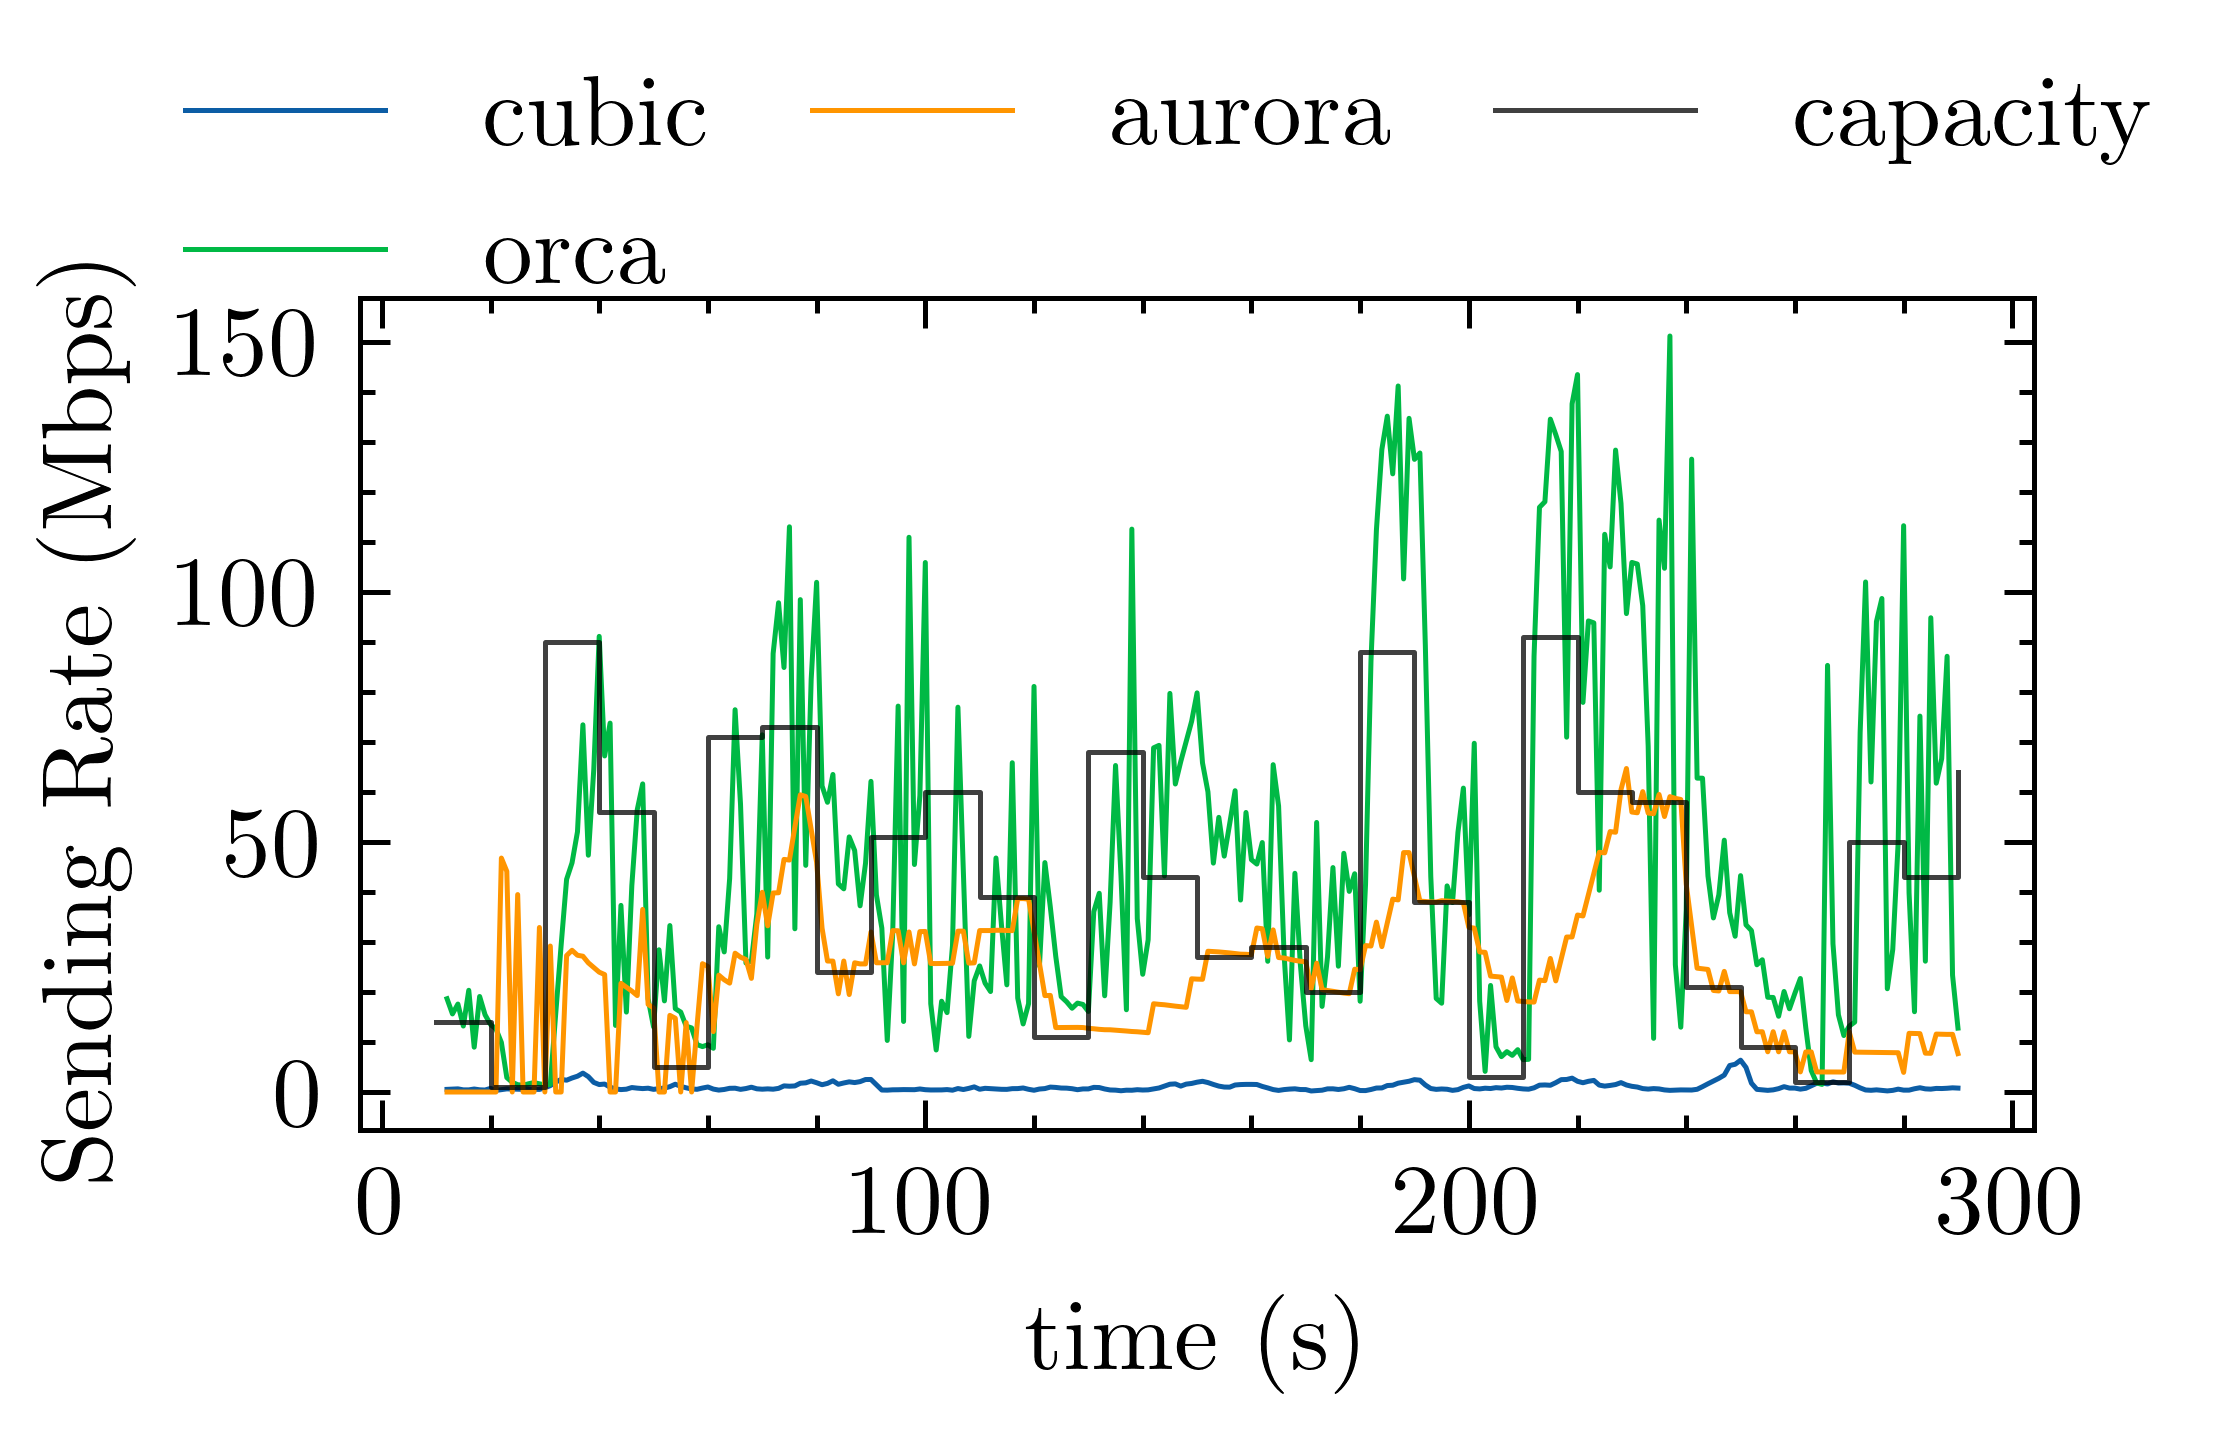 cubic aurora capacity
orca
Sending Rate (Mbps)
150
100
50
0
0 100 200 300
time (s)